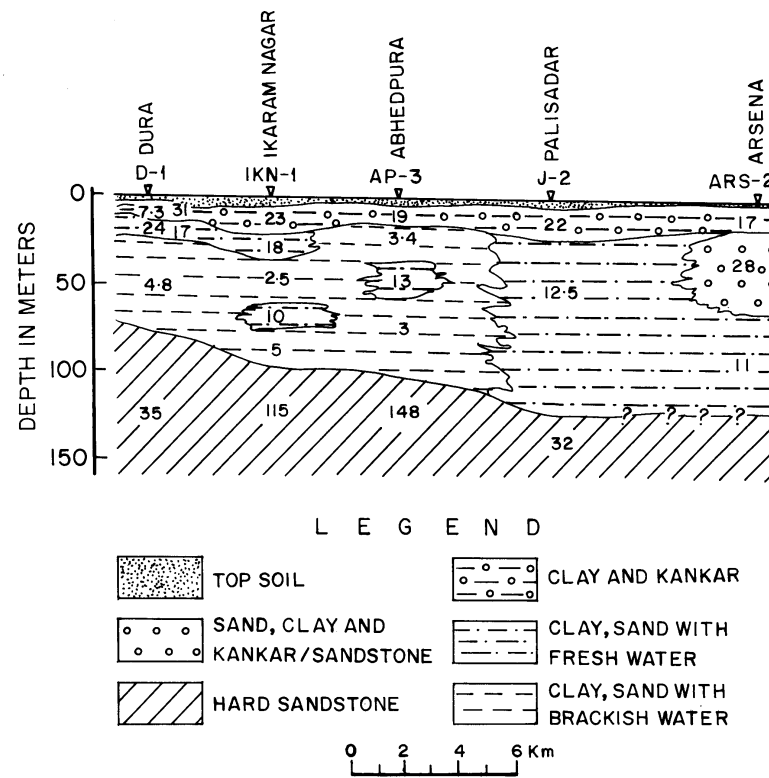 DURA
IKARAM NAGAR
ABHEDPURA
PALISADAR
ARSENA
D-1 IKN-1 AP-3 J-2 ARS-2
0
50
100
150
DEPTH IN METERS
7.3 31 23 19 22 17
24 17 18 3.4
4.8 2.5 13 12.5 28
10 3
5 11
35 115 148 32
? ? ? ?
LEGEND
TOP SOIL
CLAY AND KANKAR
SAND, CLAY AND
KANKAR/SANDSTONE
CLAY, SAND WITH
FRESH WATER
HARD SANDSTONE
CLAY, SAND WITH
BRACKISH WATER
0 2 4 6 Km